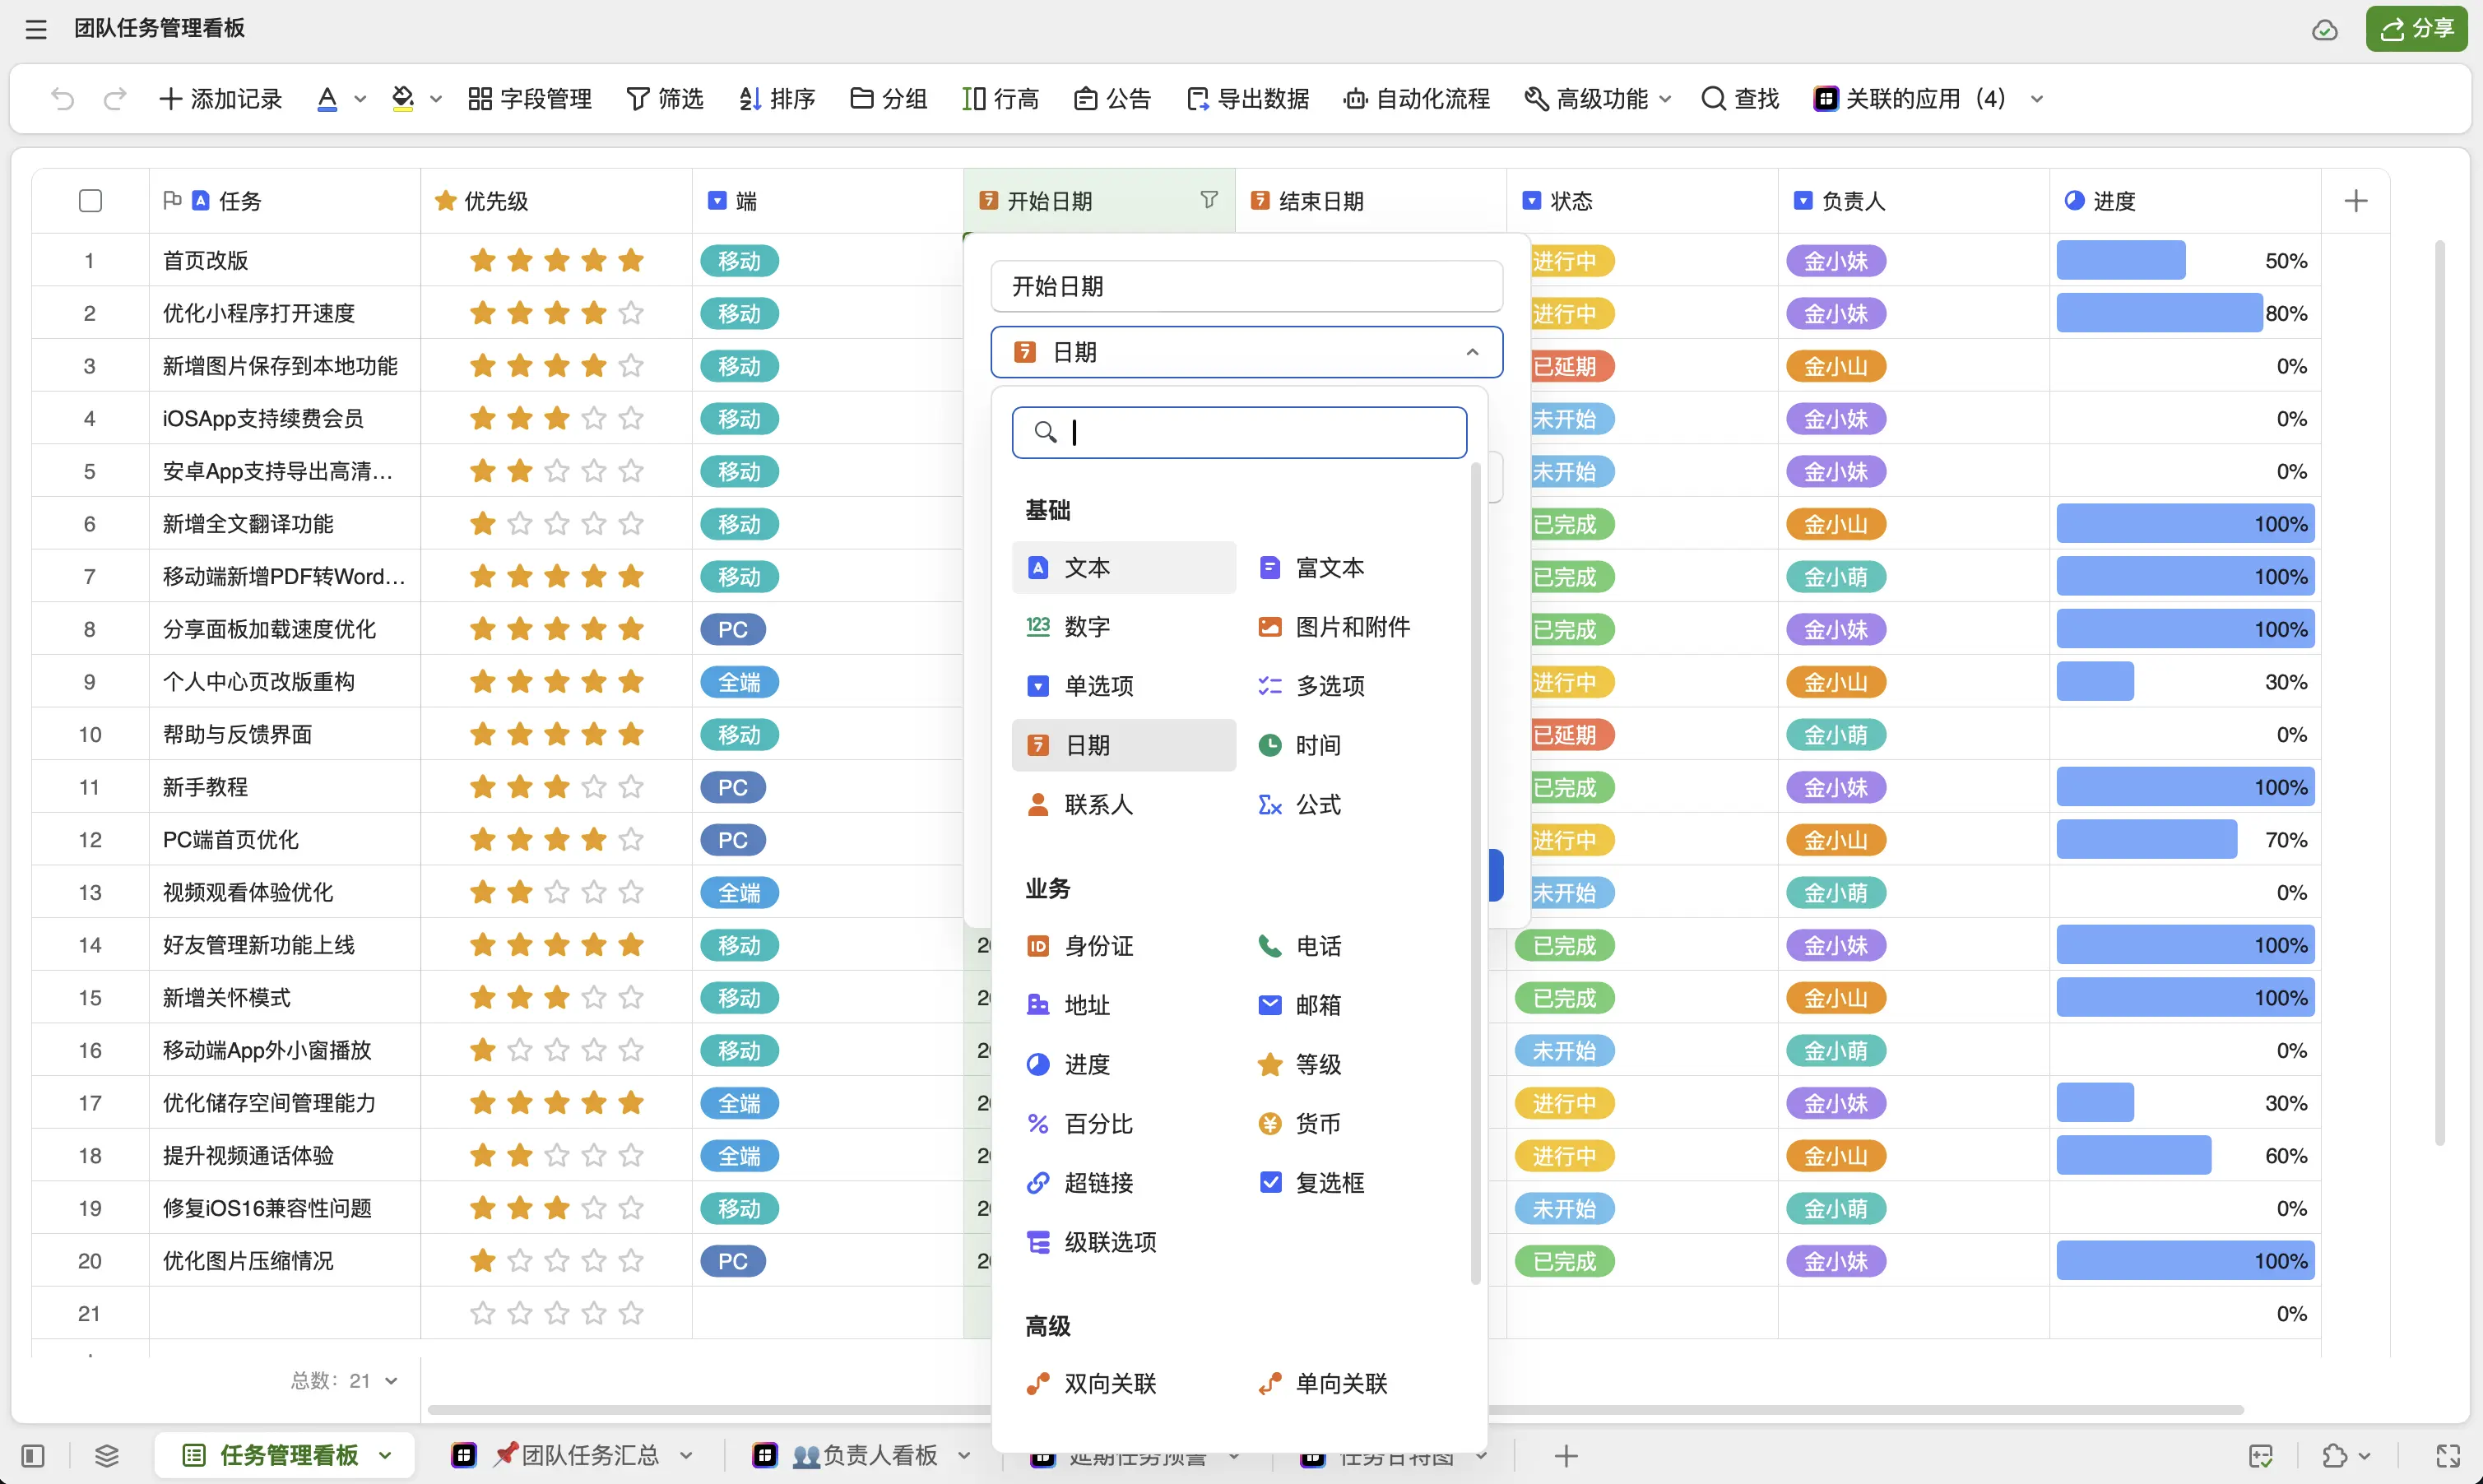 团队任务管理看板
分享
添加记录 A 字段管理 筛选 排序 分组 行高 公告 导出数据 自动化流程 高级功能 查找 关联的应用（4）
任务 优先级 端 开始日期 结束日期 状态 负责人 进度
1 首页改版 移动 进行中 金小妹 50%
2 优化小程序打开速度 移动 进行中 金小妹 80%
3 新增图片保存到本地功能 移动 已延期 金小山 0%
4 iOSApp支持续费会员 移动 未开始 金小妹 0%
5 安卓App支持导出高清... 移动 未开始 金小妹 0%
6 新增全文翻译功能 移动 已完成 金小山 100%
7 移动端新增PDF转Word... 移动 已完成 金小萌 100%
8 分享面板加载速度优化 PC 已完成 金小妹 100%
9 个人中心页改版重构 全端 进行中 金小山 30%
10 帮助与反馈界面 移动 已延期 金小萌 0%
11 新手教程 PC 已完成 金小妹 100%
12 PC端首页优化 PC 进行中 金小山 70%
13 视频观看体验优化 全端 未开始 金小萌 0%
14 好友管理新功能上线 移动 已完成 金小妹 100%
15 新增关怀模式 移动 已完成 金小山 100%
16 移动端App外小窗播放 移动 未开始 金小萌 0%
17 优化储存空间管理能力 全端 进行中 金小妹 30%
18 提升视频通话体验 全端 进行中 金小山 60%
19 修复iOS16兼容性问题 移动 未开始 金小萌 0%
20 优化图片压缩情况 PC 已完成 金小妹 100%
21 0%
总数：21
开始日期
日期
基础
文本 富文本
数字 图片和附件
单选项 多选项
日期 时间
联系人 公式
业务
身份证 电话
地址 邮箱
进度 等级
百分比 货币
超链接 复选框
级联选项
高级
双向关联 单向关联
任务管理看板 团队任务汇总 负责人看板 延期任务预警 任务甘特图